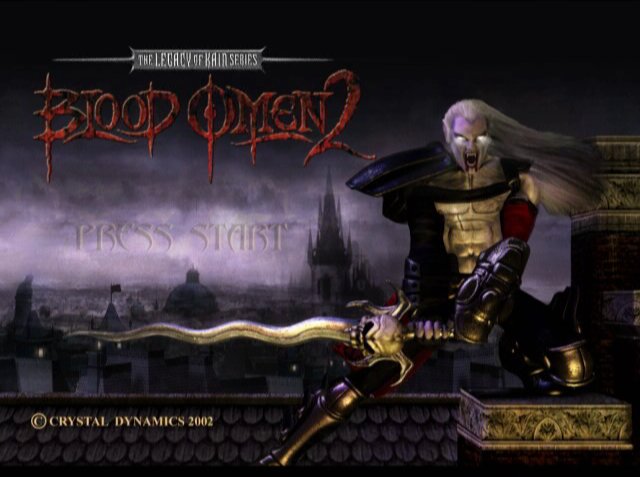 THE LEGACY OF KAIN SERIES
BLOOD OMEN 2
PRESS START
© CRYSTAL DYNAMICS 2002